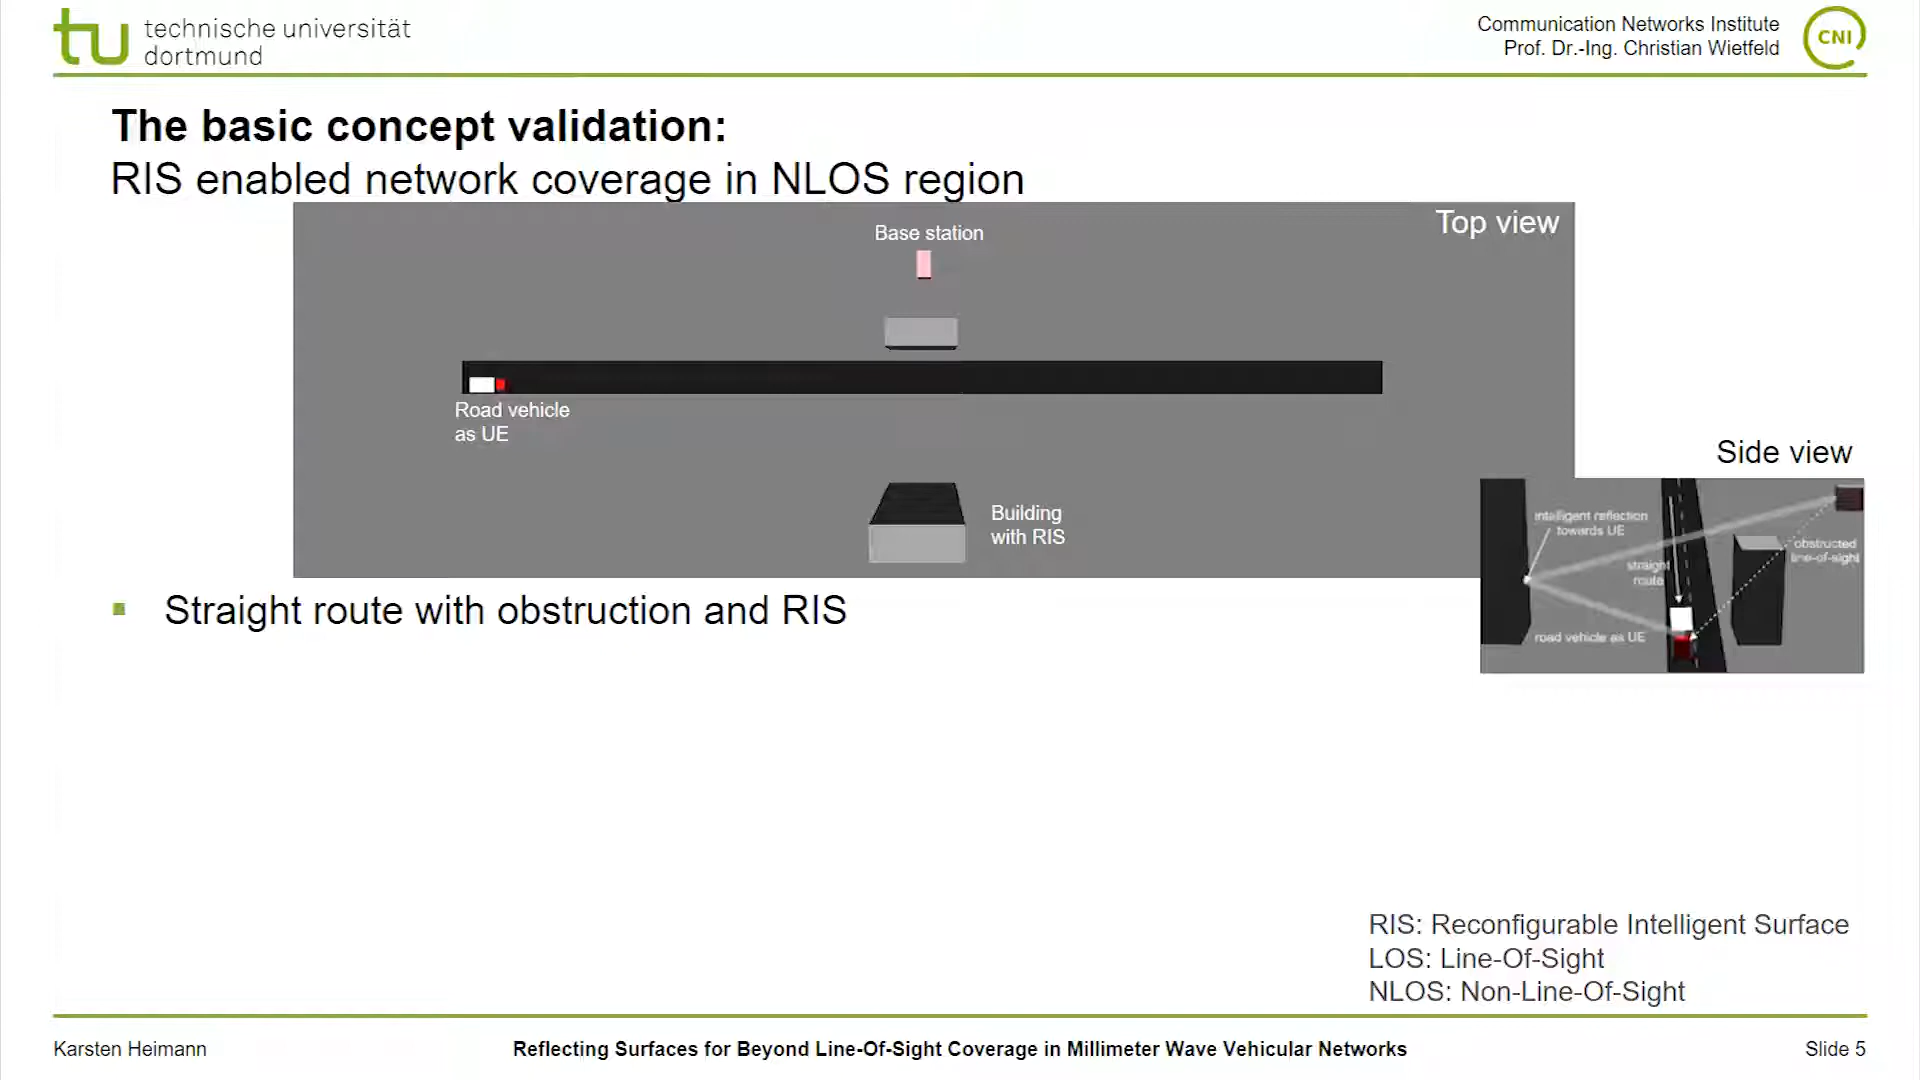 technische universität
dortmund
Communication Networks Institute
Prof. Dr.-Ing. Christian Wietfeld
CNI
The basic concept validation:
RIS enabled network coverage in NLOS region
Top view
Base station
Road vehicle
as UE
Building
with RIS
Side view
intelligent reflection
towards UE
obstructed
line-of-sight
straight
route
road vehicle as UE
Straight route with obstruction and RIS
RIS: Reconfigurable Intelligent Surface
LOS: Line-Of-Sight
NLOS: Non-Line-Of-Sight
Karsten Heimann
Reflecting Surfaces for Beyond Line-Of-Sight Coverage in Millimeter Wave Vehicular Networks
Slide 5